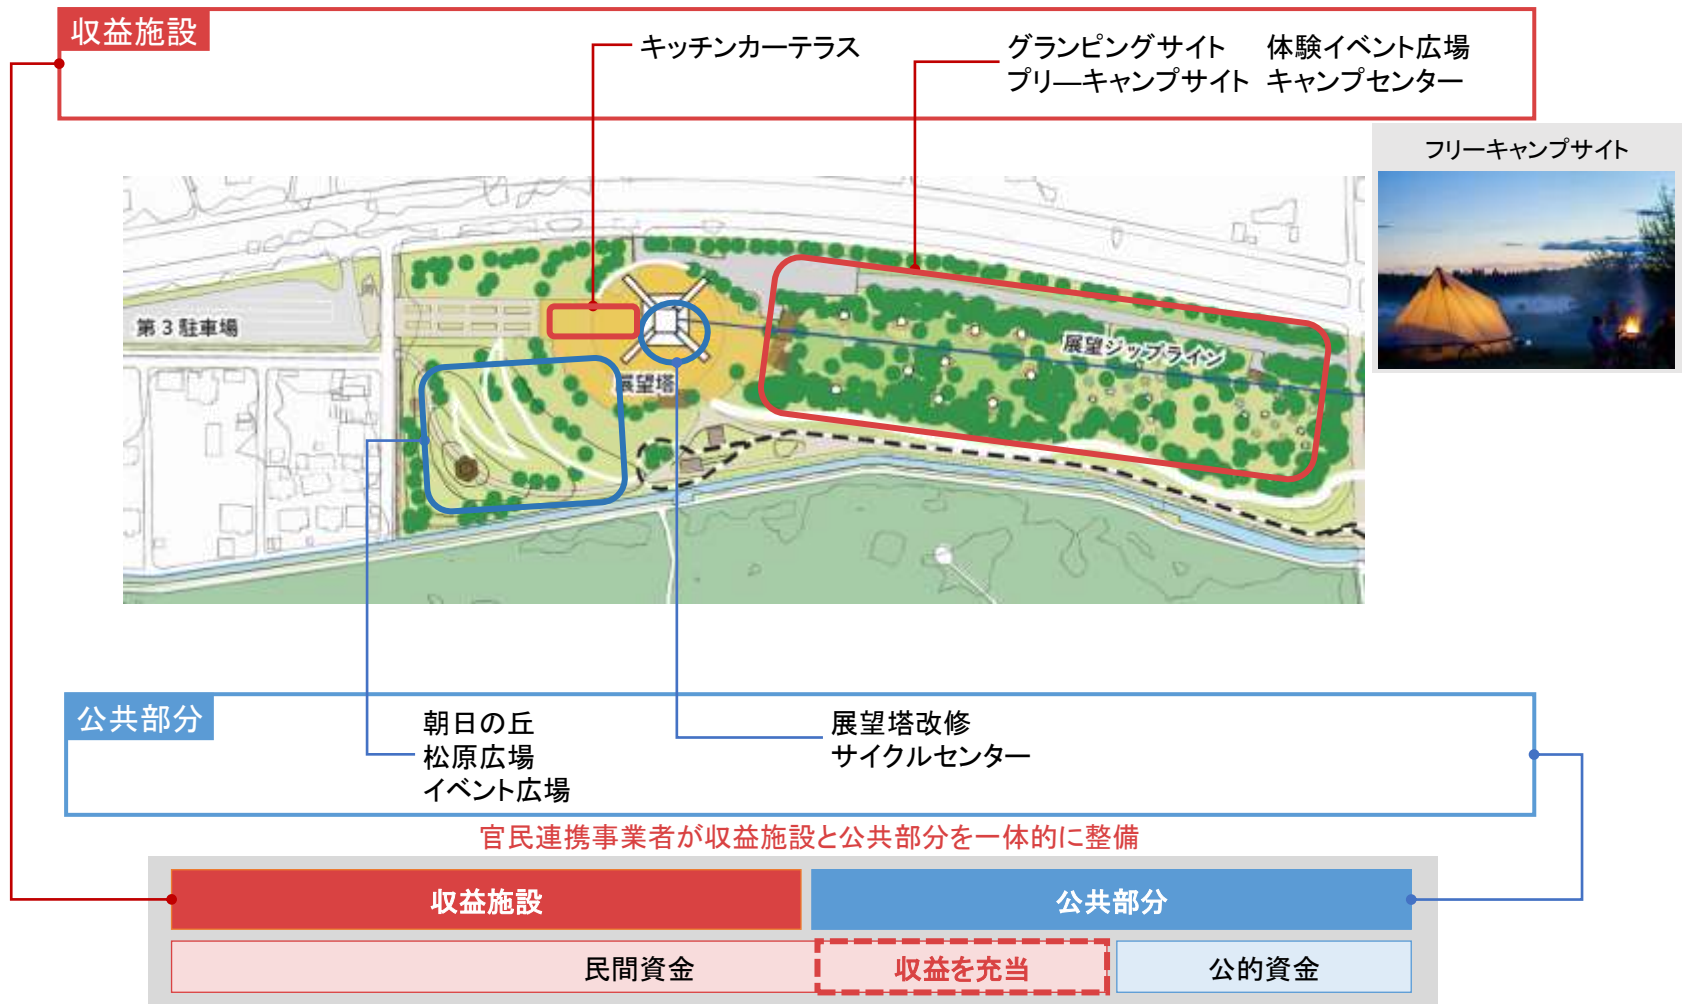 収益施設
キッチンカーテラス
グランピングサイト 体験イベント広場
プリ―キャンプサイト キャンプセンター
フリーキャンプサイト
第3駐車場
展望塔
展望ジップライン
公共部分
朝日の丘
松原広場
イベント広場
展望塔改修
サイクルセンター
官民連携事業者が収益施設と公共部分を一体的に整備
収益施設
公共部分
民間資金
収益を充当
公的資金